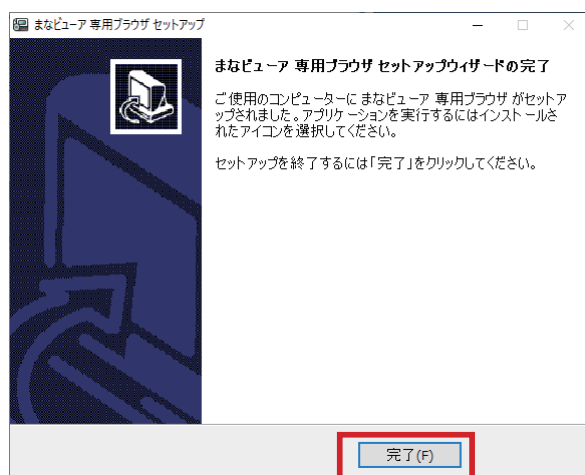 まなビューア 専用ブラウザ セットアップ
まなビューア 専用ブラウザ セットアップウィザードの完了
ご使用のコンピューターに まなビューア 専用ブラウザ がセットア
ップされました。アプリケーションを実行するにはインストールさ
れたアイコンを選択してください。
セットアップを終了するには「完了」をクリックしてください。
完了(F)